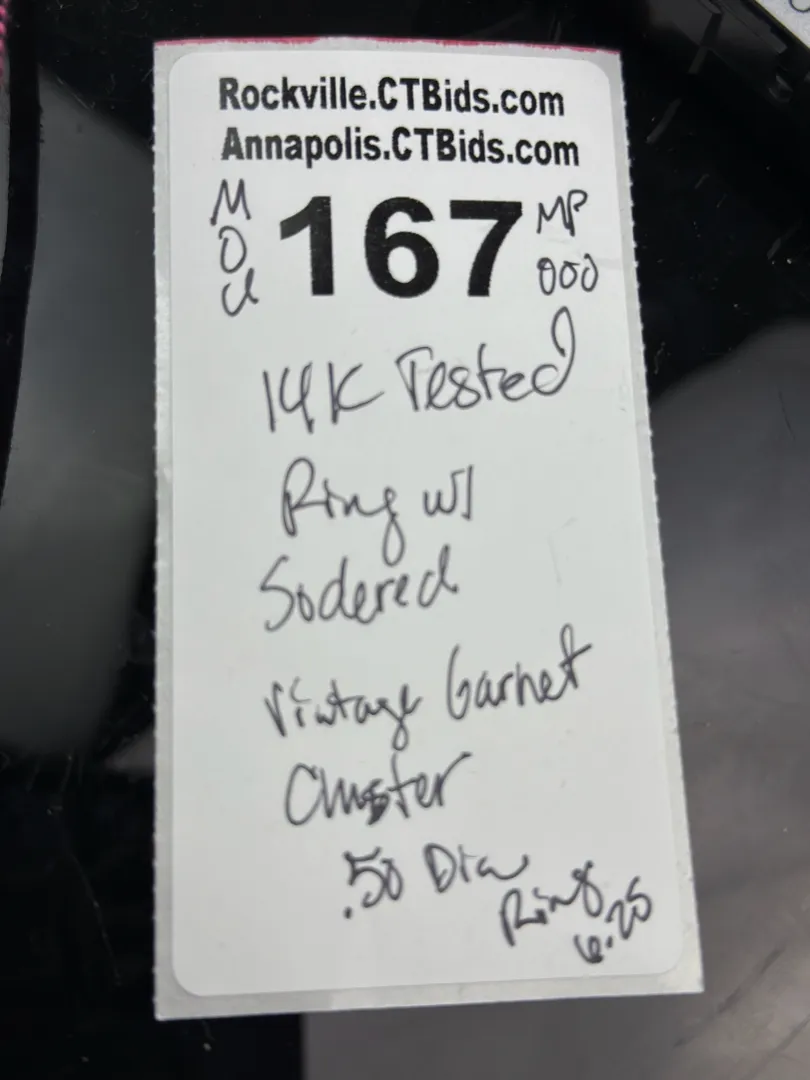 Rockville.CTBids.com
Annapolis.CTBids.com
MOU 167 MP 000
14K Tested
Ring w/
Sodered
Vintage Garnet
Cluster
.50 Dia
Ring
6.25